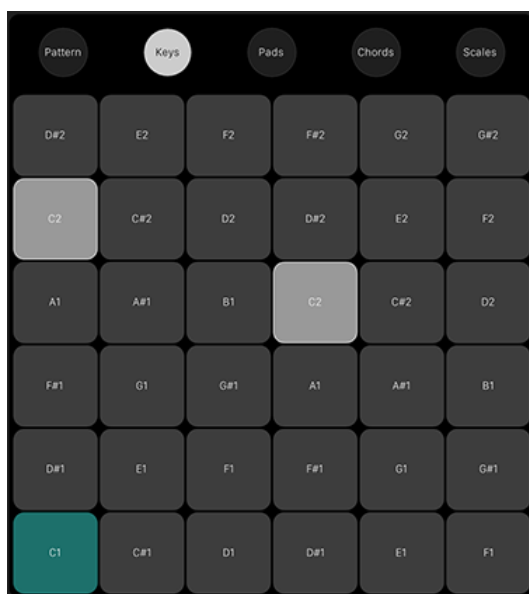 Pattern Keys Pads Chords Scales
D#2 E2 F2 F#2 G2 G#2
C2 C#2 D2 D#2 E2 F2
A1 A#1 B1 C2 C#2 D2
F#1 G1 G#1 A1 A#1 B1
D#1 E1 F1 F#1 G1 G#1
C1 C#1 D1 D#1 E1 F1